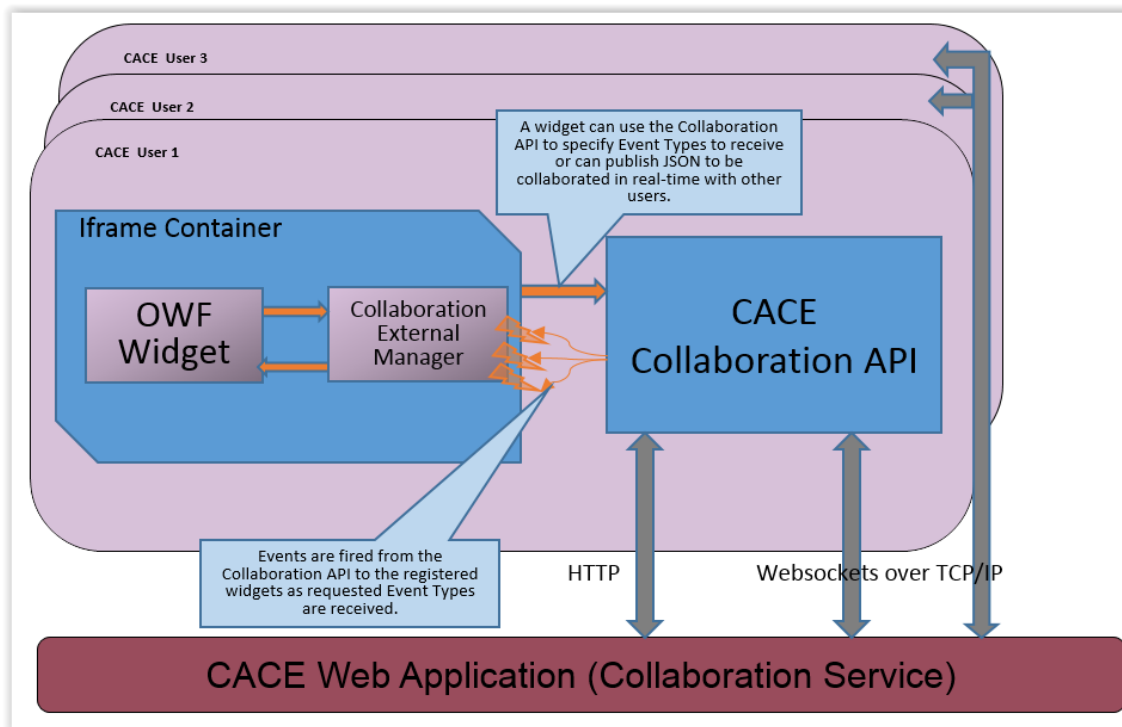 CACE User 3
CACE User 2
CACE User 1
A widget can use the Collaboration
API to specify Event Types to receive
or can publish JSON to be
collaborated in real-time with other
users.
Iframe Container
OWF
Widget
Collaboration
External
Manager
CACE
Collaboration API
Events are fired from the
Collaboration API to the registered
widgets as requested Event Types
are received.
HTTP
Websockets over TCP/IP
CACE Web Application (Collaboration Service)